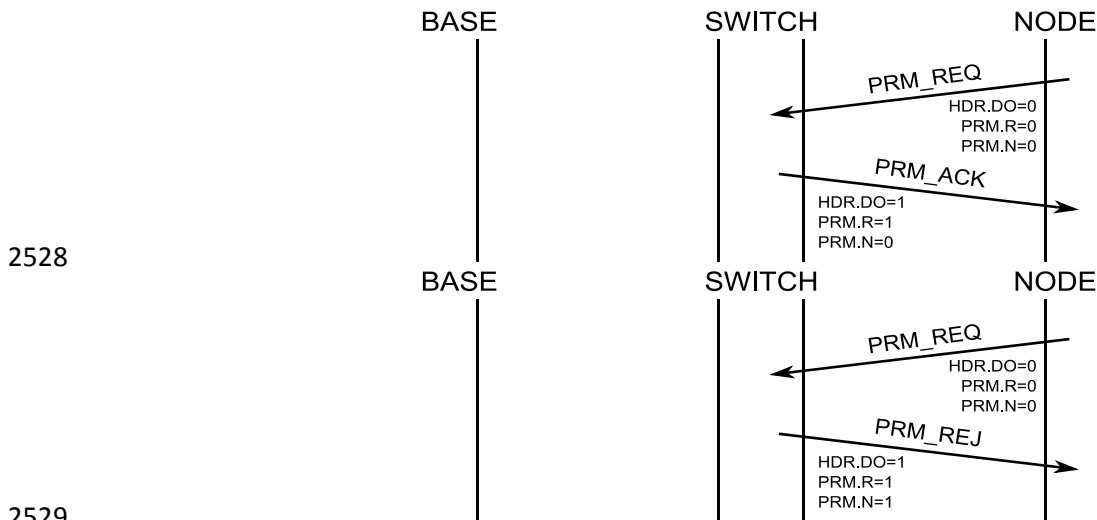 BASE SWITCH NODE
PRM_REQ
HDR.DO=0
PRM.R=0
PRM.N=0
PRM_ACK
HDR.DO=1
PRM.R=1
PRM.N=0
2528
BASE SWITCH NODE
PRM_REQ
HDR.DO=0
PRM.R=0
PRM.N=0
PRM_REJ
HDR.DO=1
PRM.R=1
PRM.N=1
2529